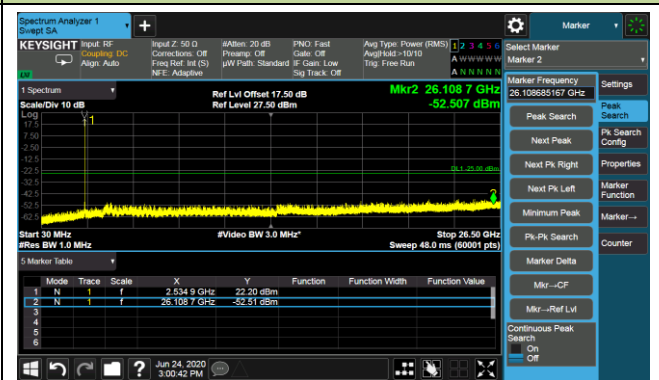 Spectrum Analyzer 1
Swept SA
+
Marker
KEYSIGHT
Input: RF
Coupling: DC
Align: Auto
Input Z: 50 Ω
Corrections: Off
Freq Ref: Int (S)
NFE: Adaptive
#Atten: 20 dB
Preamp: Off
µW Path: Standard
PNO: Fast
Gate: Off
IF Gain: Low
Sig Track: Off
Avg Type: Power (RMS)
Avg|Hold:>10/10
Trig: Free Run
1 2 3 4 5 6
A W W W W W
A N N N N N
LXI
Select Marker
Marker 2
1 Spectrum
Scale/Div 10 dB
Log
Ref Lvl Offset 17.50 dB
Ref Level 27.50 dBm
Mkr2 26.108 7 GHz
-52.507 dBm
1
17.5
7.50
-2.50
-12.5
-22.5
-32.5
-42.5
-52.5
-62.5
DL1 -25.00 dBm
2
Start 30 MHz
#Res BW 1.0 MHz
#Video BW 3.0 MHz*
Stop 26.50 GHz
Sweep 48.0 ms (60001 pts)
5 Marker Table
Mode Trace Scale X Y Function Function Width Function Value
1 N 1 f 2.534 9 GHz 22.20 dBm
2 N 1 f 26.108 7 GHz -52.51 dBm
3
4
5
6
Marker Frequency
26.108685167 GHz
Peak Search
Next Peak
Next Pk Right
Next Pk Left
Minimum Peak
Pk-Pk Search
Marker Delta
Mkr→CF
Mkr→Ref Lvl
Continuous Peak
Search
On
Off
Settings
Peak
Search
Pk Search
Config
Properties
Marker
Function
Marker→
Counter
?
Jun 24, 2020
3:00:42 PM